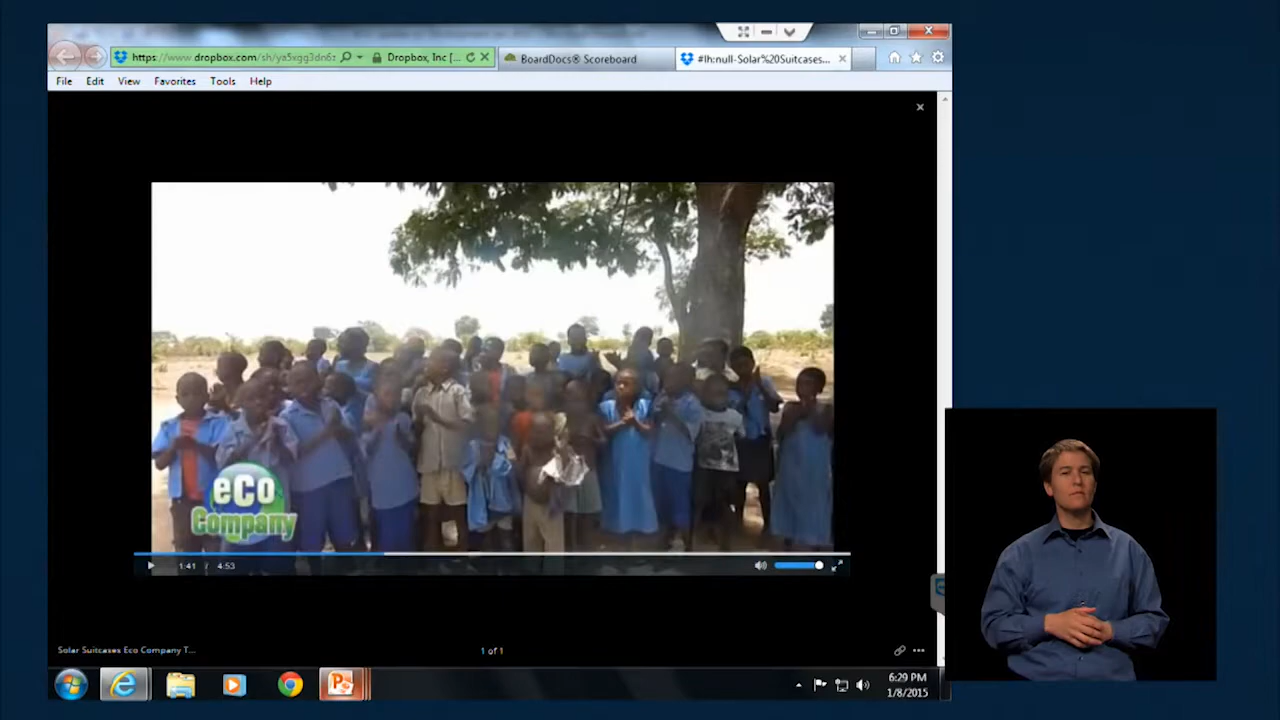 https://www.dropbox.com/sh/ya5xgg3dn6z
Dropbox, Inc [...
BoardDocs® Scoreboard
#lh:null-Solar%20Suitcases...
File Edit View Favorites Tools Help
eco
Company
1:41 / 4:53
Solar Suitcases Eco Company T...
1 of 1
6:29 PM
1/8/2015